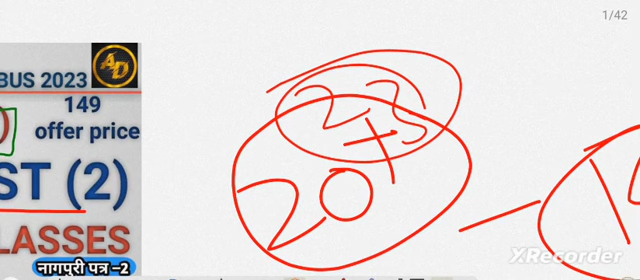 1/42
BUS 2023
AD
149
offer price
ST (2)
LASSES
नागपुरी पत्र –2
23
+
20 –
XRecorder